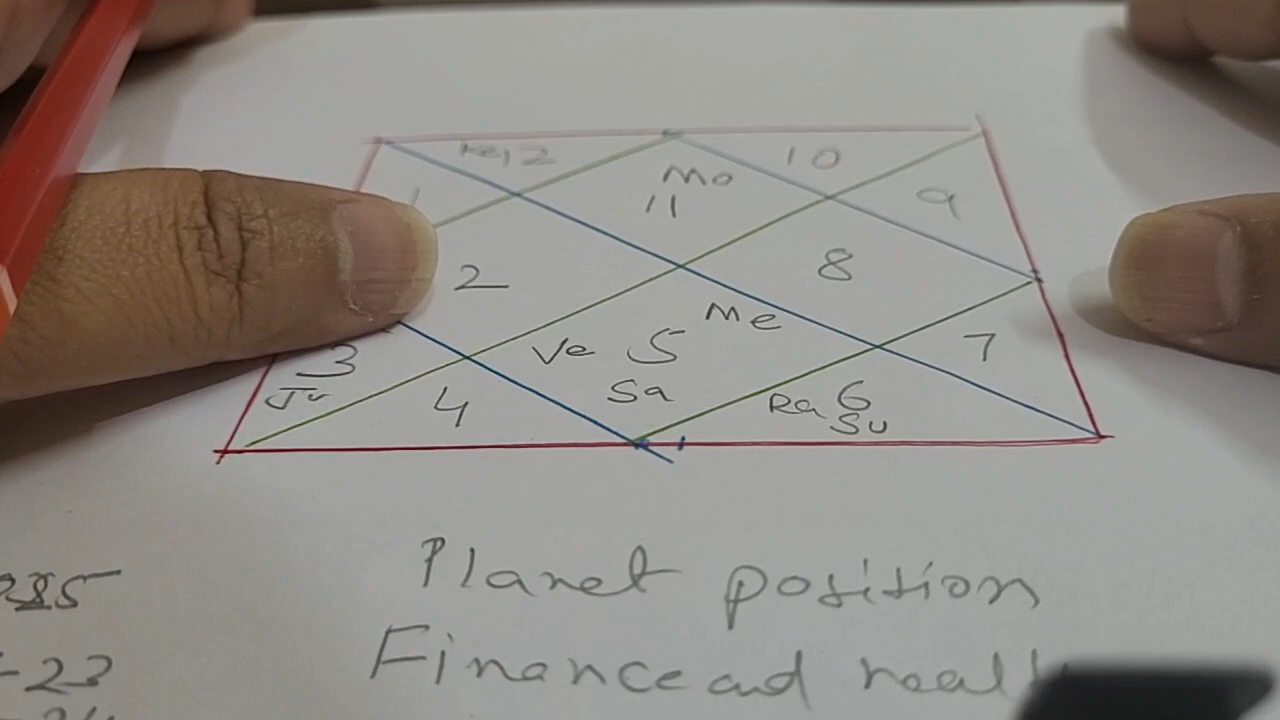 Ke 12
10
Mo
11
9
1
2
8
Me
Ve 5
3
Ju
7
4
Sa
Ra 6
Su
Planet position
Finance and